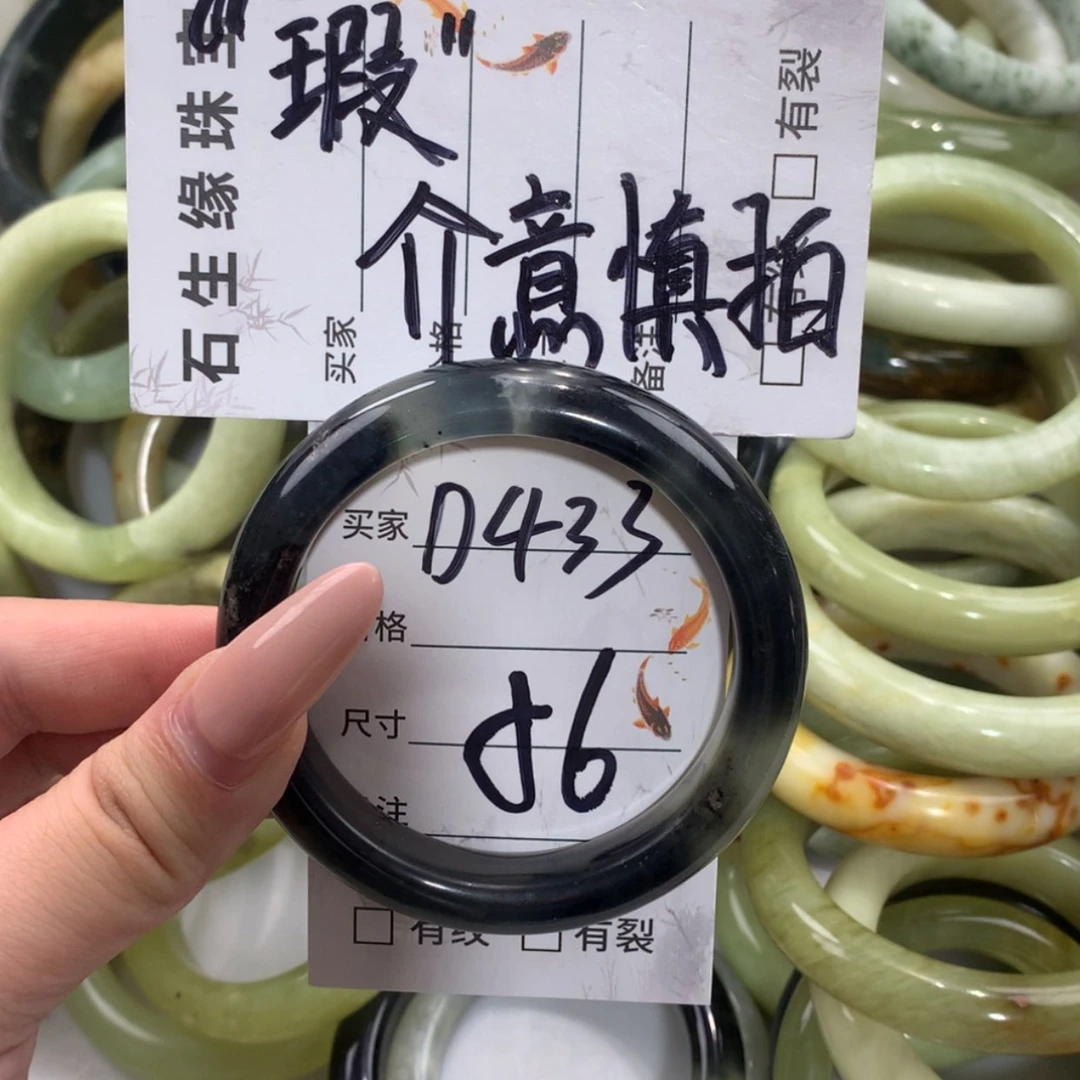 石生缘珠宝
"瑕"
介意慎拍
买家
格
备注
有裂
买家 D433
格
尺寸 56
注
有纹 有裂